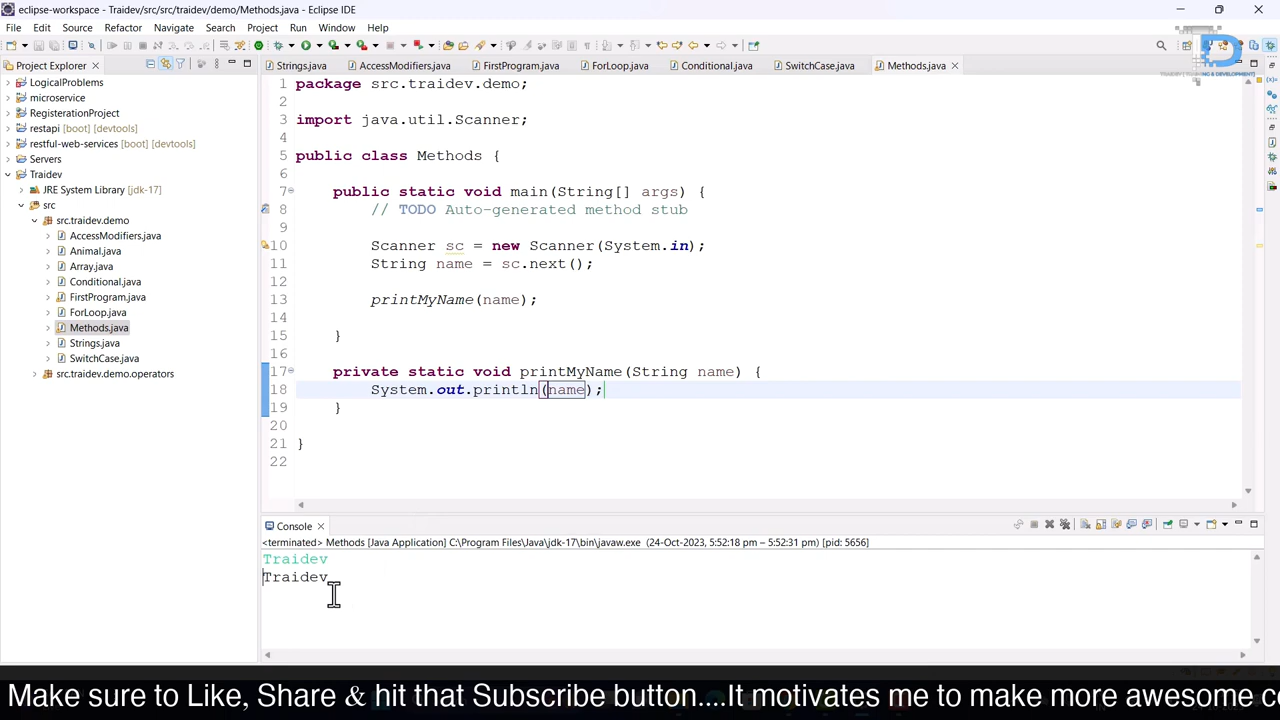 eclipse-workspace - Traidev/src/src/traidev/demo/Methods.java - Eclipse IDE
File Edit Source Refactor Navigate Search Project Run Window Help
Project Explorer
Strings.java AccessModifiers.java FirstProgram.java ForLoop.java Conditional.java SwitchCase.java Methods.java
LogicalProblems
microservice
RegisterationProject
restapi [boot] [devtools]
restful-web-services [boot] [devtools]
Servers
Traidev
JRE System Library [jdk-17]
src
src.traidev.demo
AccessModifiers.java
Animal.java
Array.java
Conditional.java
FirstProgram.java
ForLoop.java
Methods.java
Strings.java
SwitchCase.java
src.traidev.demo.operators
1 package src.traidev.demo;
2
3 import java.util.Scanner;
4
5 public class Methods {
6
7 public static void main(String[] args) {
8 // TODO Auto-generated method stub
9
10 Scanner sc = new Scanner(System.in);
11 String name = sc.next();
12
13 printMyName(name);
14
15 }
16
17 private static void printMyName(String name) {
18 System.out.println(name);
19 }
20
21 }
22
Console
<terminated> Methods [Java Application] C:\Program Files\Java\jdk-17\bin\javaw.exe (24-Oct-2023, 5:52:18 pm – 5:52:31 pm) [pid: 5656]
Traidev
Traidev
Make sure to Like, Share & hit that Subscribe button....It motivates me to make more awesome c